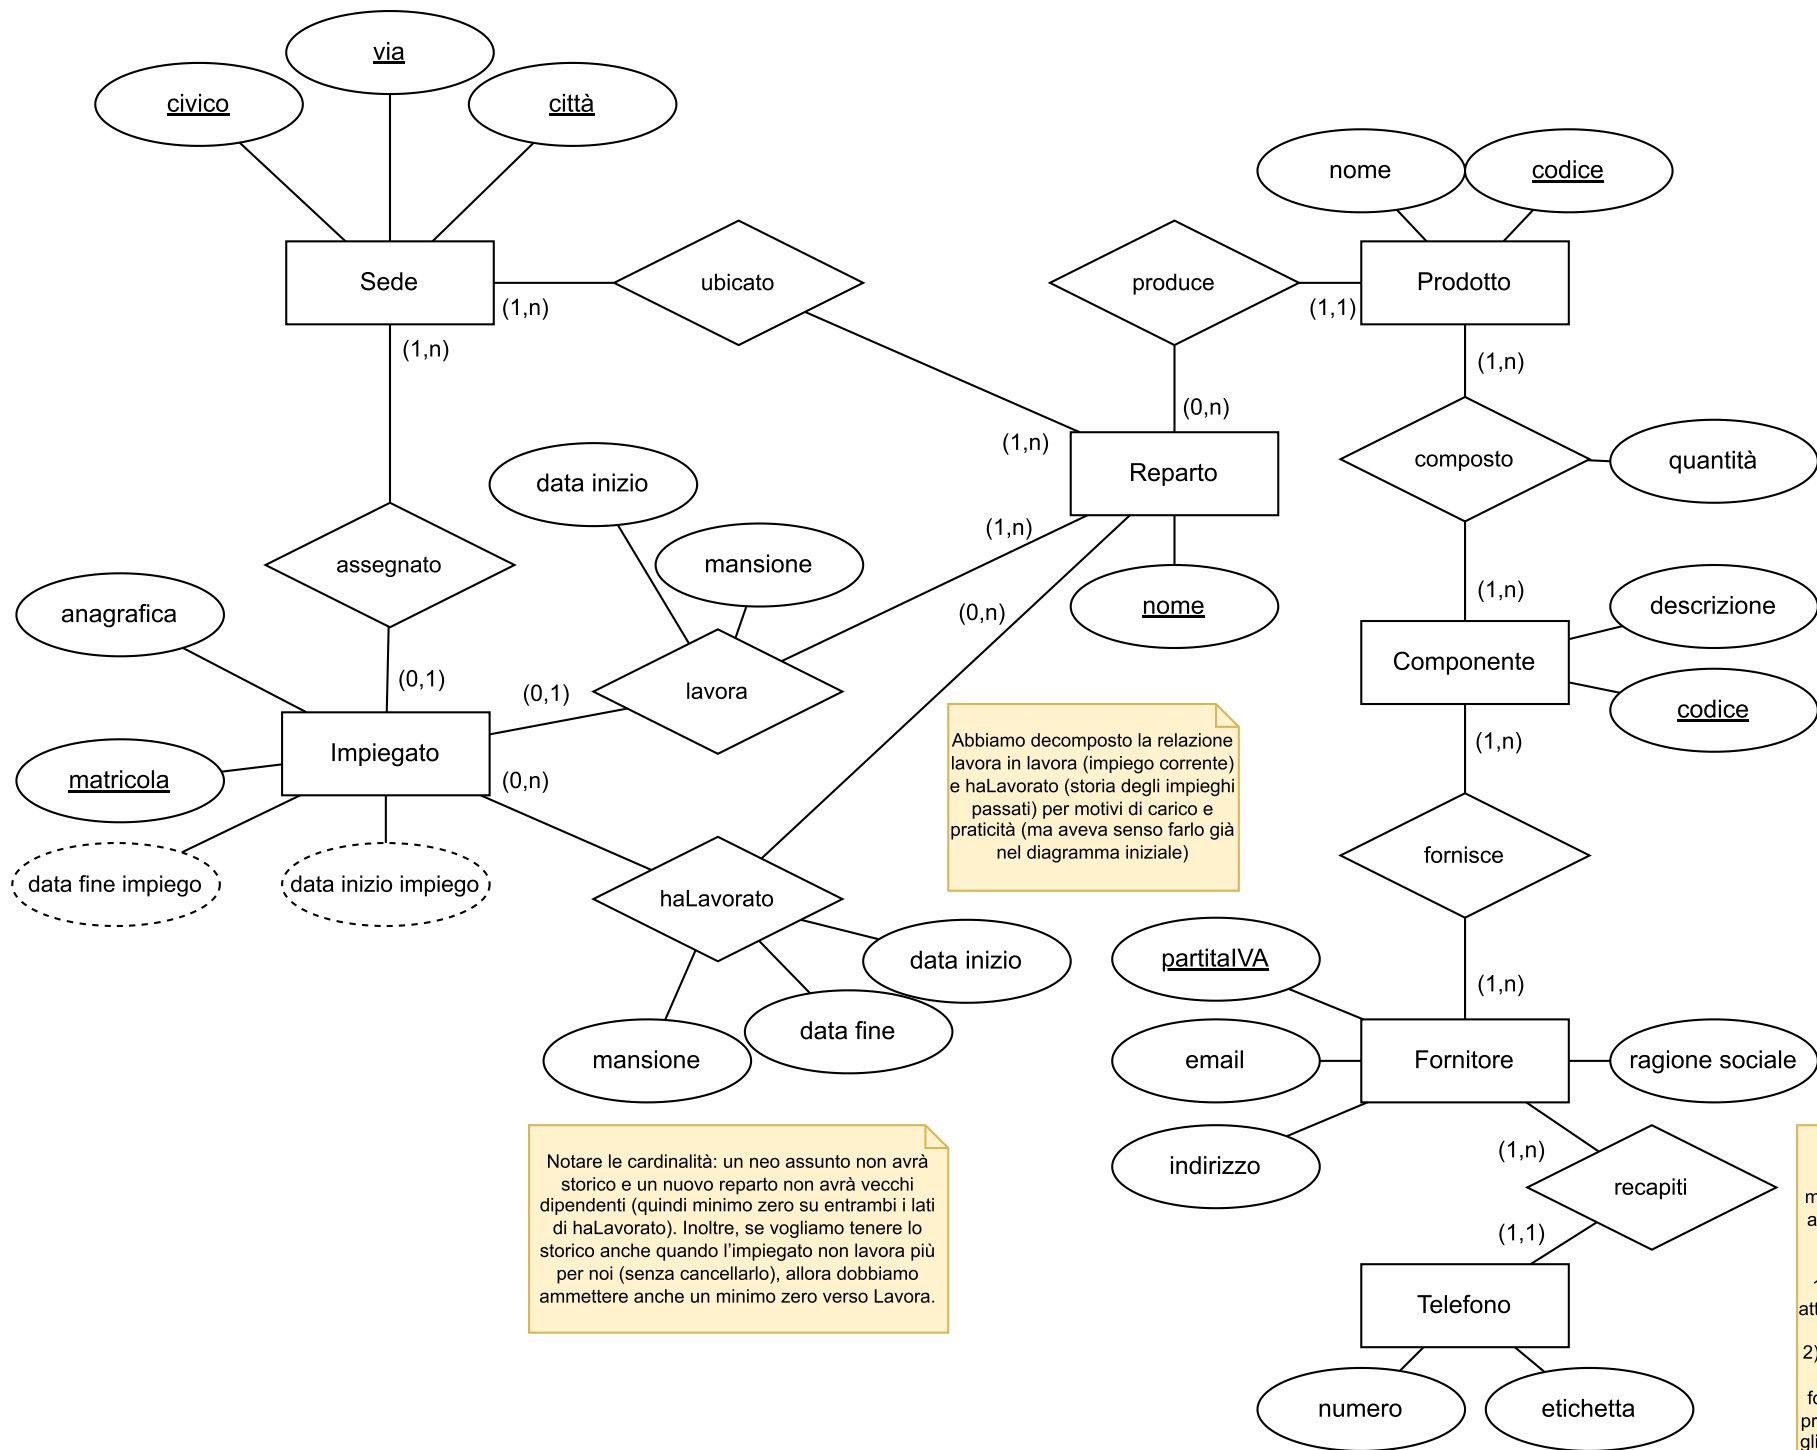 via
civico
città
nome
codice
Sede
ubicato
produce
Prodotto
(1,n)
(1,1)
(1,n)
(1,n)
(0,n)
(1,n)
data inizio
Reparto
composto
quantità
(1,n)
mansione
assegnato
(1,n)
anagrafica
(0,n)
nome
descrizione
Componente
(0,1)
(0,1)
lavora
codice
Impiegato
matricola
(0,n)
(1,n)
Abbiamo decomposto la relazione
lavora in lavora (impiego corrente)
e haLavorato (storia degli impieghi
passati) per motivi di carico e
praticità (ma aveva senso farlo già
nel diagramma iniziale)
fornisce
data fine impiego
data inizio impiego
haLavorato
data inizio
partitaIVA
(1,n)
data fine
mansione
email
Fornitore
ragione sociale
indirizzo
(1,n)
recapiti
(1,1)
Notare le cardinalità: un neo assunto non avrà
storico e un nuovo reparto non avrà vecchi
dipendenti (quindi minimo zero su entrambi i lati
di haLavorato). Inoltre, se vogliamo tenere lo
storico anche quando l'impiegato non lavora più
per noi (senza cancellarlo), allora dobbiamo
ammettere anche un minimo zero verso Lavora.
Telefono
numero
etichetta
2)